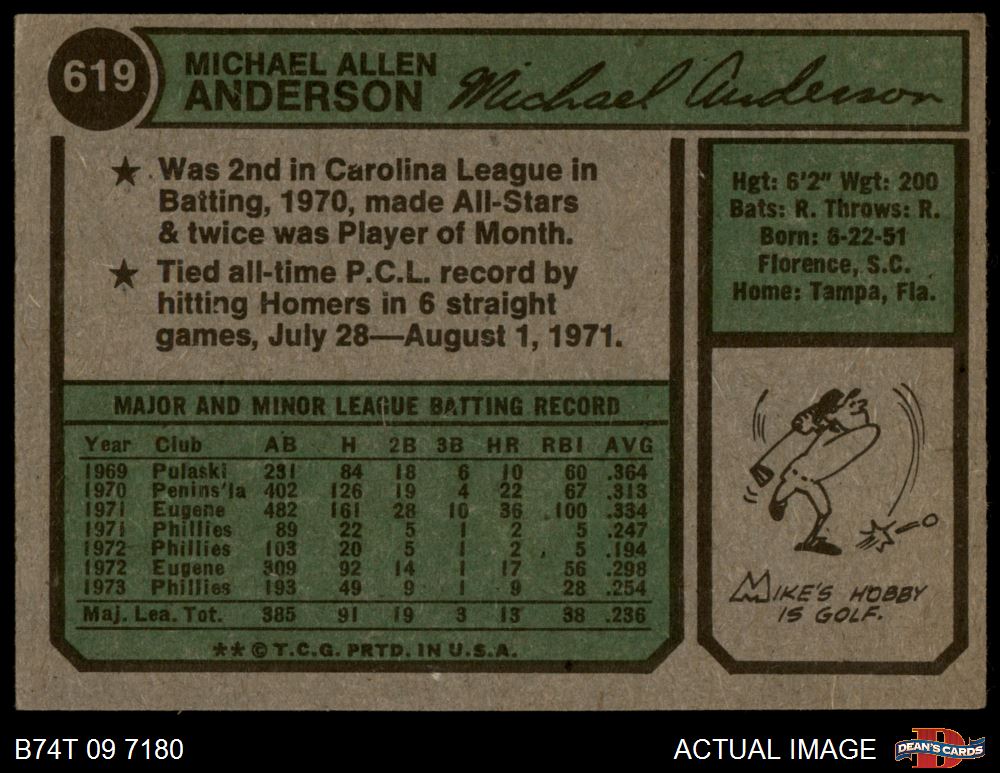 619
MICHAEL ALLEN
ANDERSON
Michael Anderson
★ Was 2nd in Carolina League in
Batting, 1970, made All-Stars
& twice was Player of Month.
★ Tied all-time P.C.L. record by
hitting Homers in 6 straight
games, July 28—August 1, 1971.
Hgt: 6'2" Wgt: 200
Bats: R. Throws: R.
Born: 6-22-51
Florence, S.C.
Home: Tampa, Fla.
MAJOR AND MINOR LEAGUE BATTING RECORD
Year Club AB H 2B 3B HR RBI AVG
1969 Pulaski 231 84 18 6 10 60 .364
1970 Penins'la 402 126 19 4 22 67 .313
1971 Eugene 482 161 28 10 36 100 .334
1971 Phillies 89 22 5 1 2 5 .247
1972 Phillies 103 20 5 1 2 5 .194
1972 Eugene 309 92 14 1 17 56 .298
1973 Phillies 193 49 9 1 9 28 .254
Maj. Lea. Tot. 385 91 19 3 13 38 .236
** © T.C.G. PRTD. IN U.S.A.
MIKE'S HOBBY
IS GOLF.
B74T 09 7180
ACTUAL IMAGE
D
DEAN'S CARDS